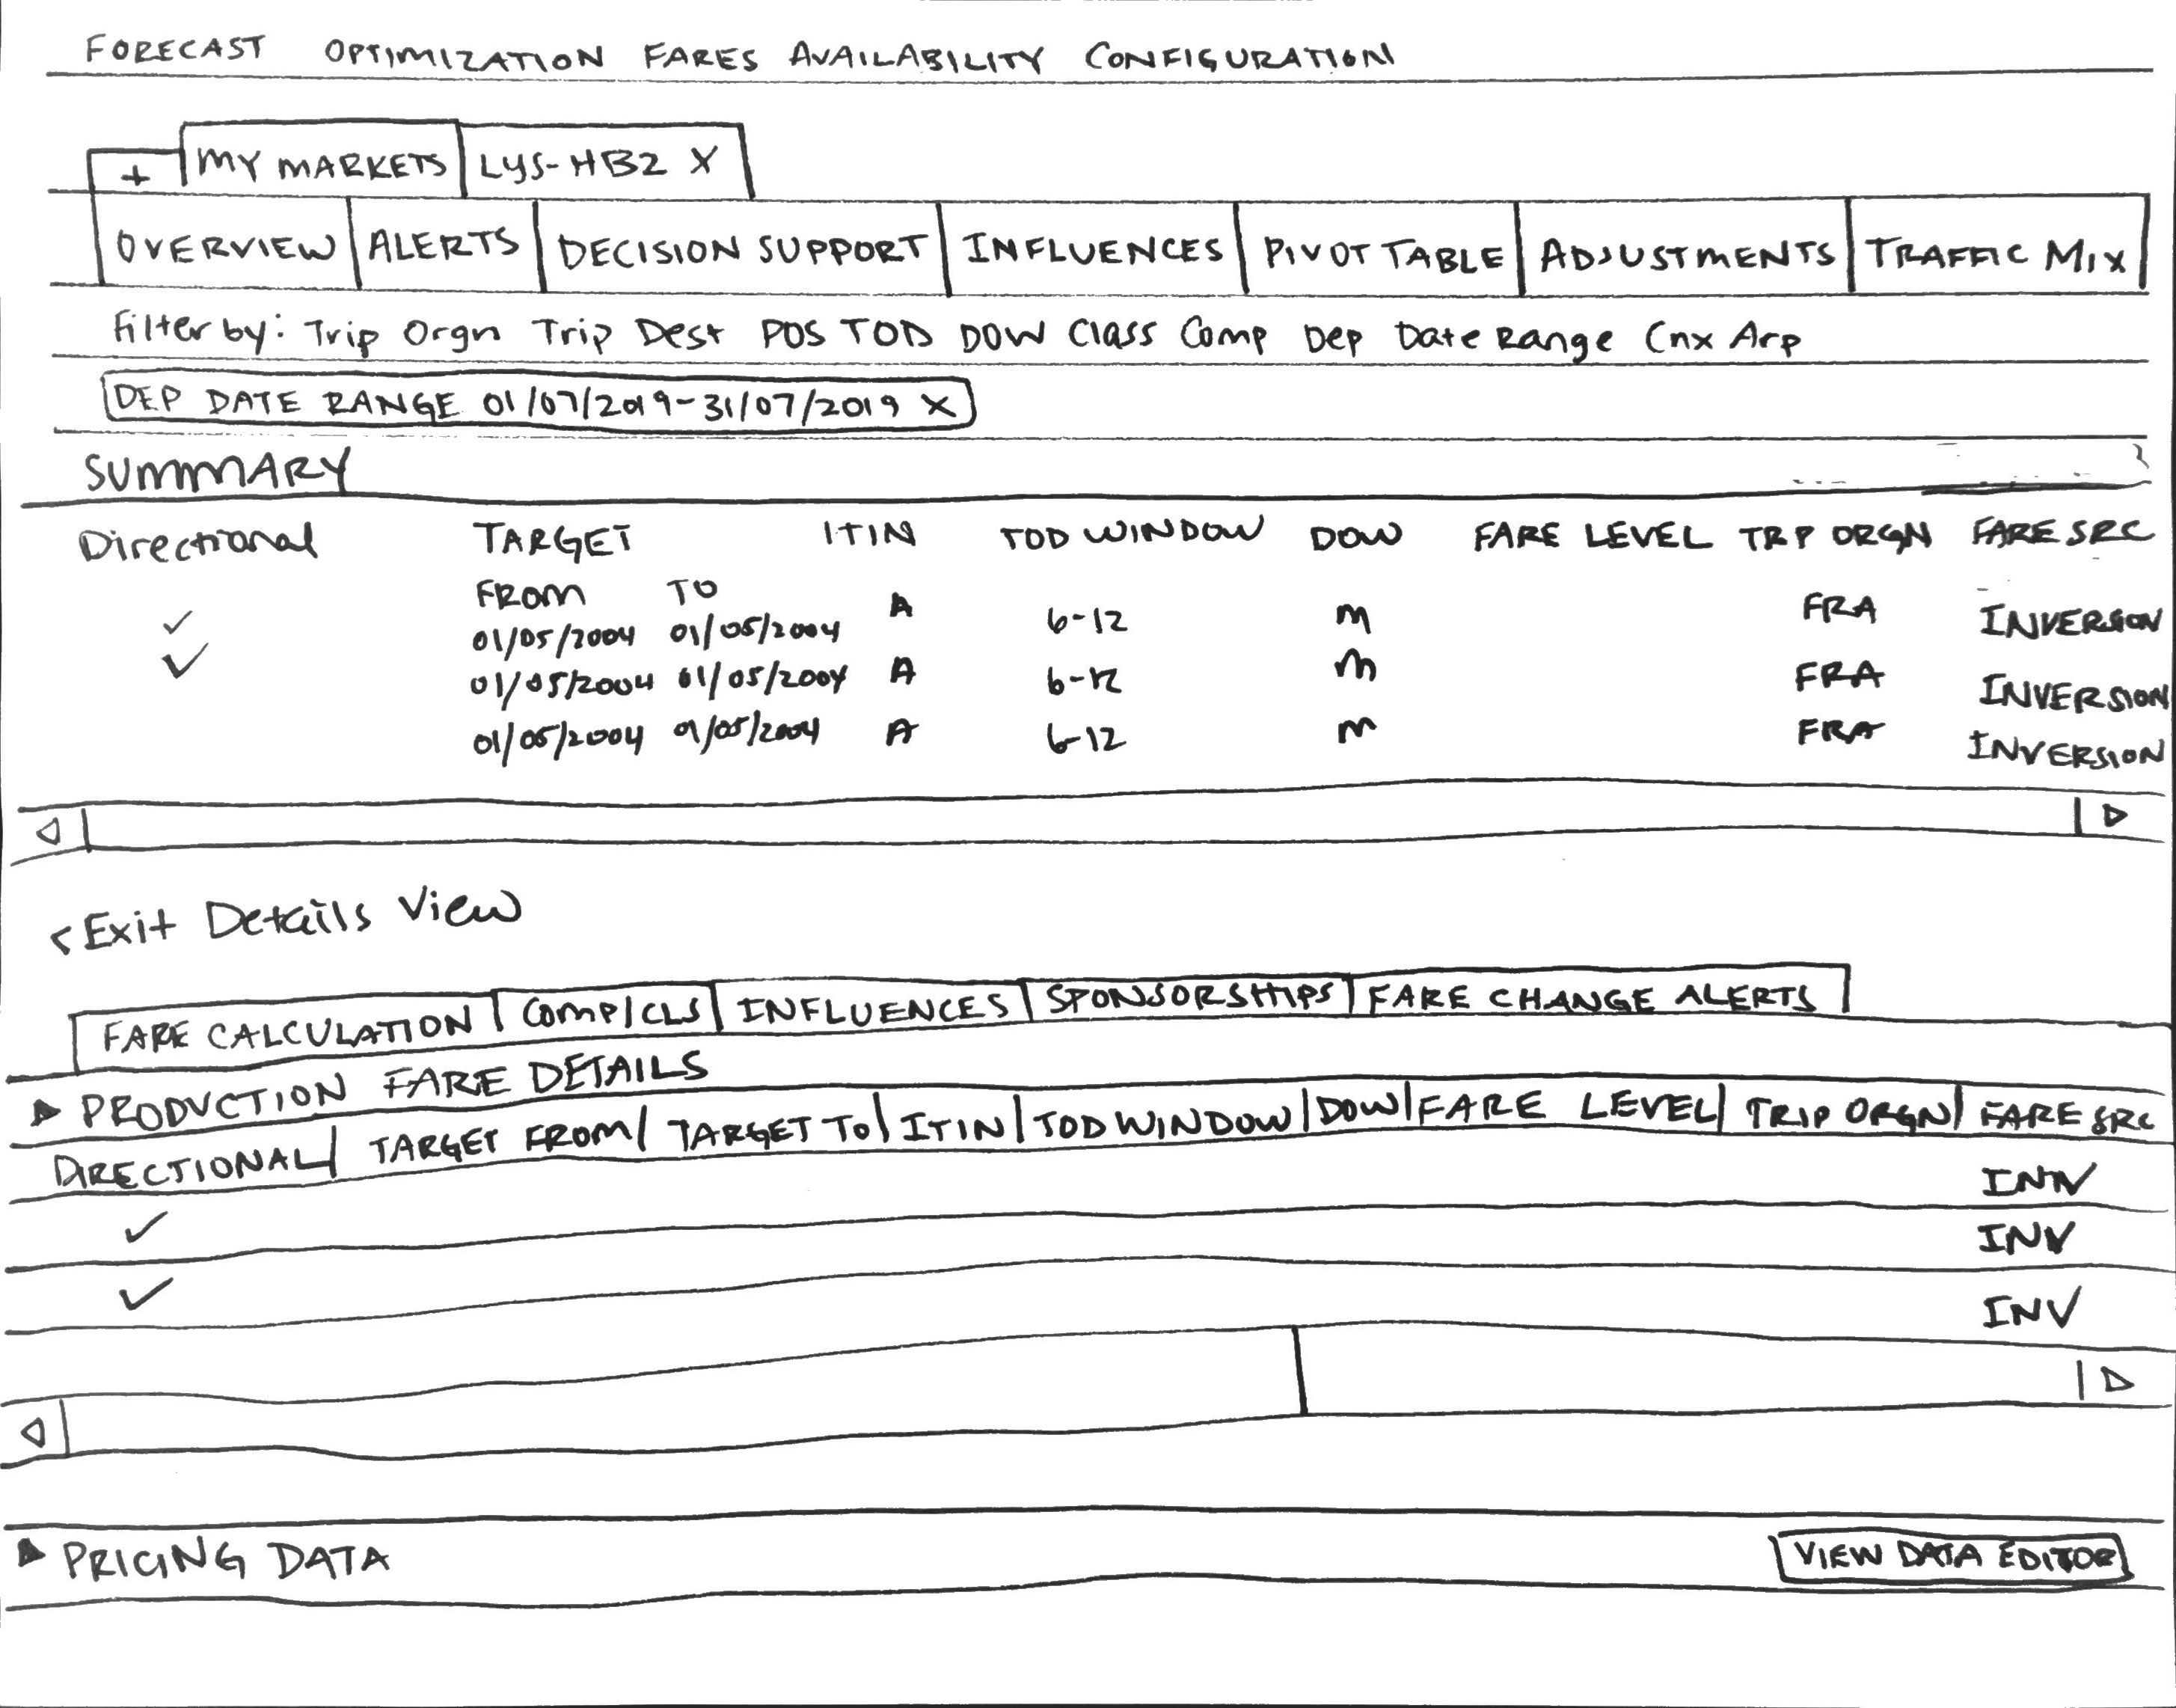 FORECAST OPTIMIZATION FARES AVAILABILITY CONFIGURATION
+ MY MARKETS LYS-HB2 X
OVERVIEW ALERTS DECISION SUPPORT INFLUENCES PIVOT TABLE ADJUSTMENTS TRAFFIC MIX
Filter by: Trip Orgn Trip Dest POS TOD DOW Class Comp Dep Date Range Cnx Arp
DEP DATE RANGE 01/07/2019-31/07/2019 X
SUMMARY
Directional TARGET ITIN TOD WINDOW DOW FARE LEVEL TRP ORGN FARE SRC
FROM TO
✓ 01/05/2004 01/05/2004 A 6-12 M FRA INVERSION
✓ 01/05/2004 01/05/2004 A 6-12 M FRA INVERSION
01/05/2004 01/05/2004 A 6-12 M FRA INVERSION
< Exit Details View
FARE CALCULATION COMP/CLS INFLUENCES SPONSORSHIPS FARE CHANGE ALERTS
▶ PRODUCTION FARE DETAILS
DIRECTIONAL/ TARGET FROM/ TARGET TO/ ITIN | TOD WINDOW | DOW | FARE LEVEL/ TRIP ORGN/ FARE SRC
INV
✓ INV
✓ INV
▶ PRICING DATA VIEW DATA EDITOR